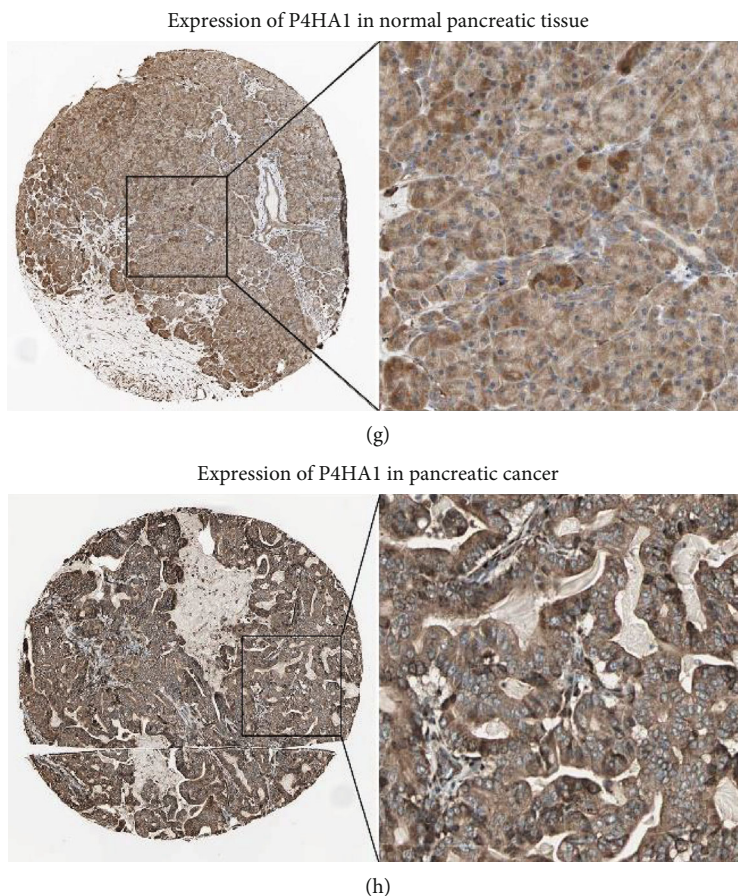 Expression of P4HA1 in normal pancreatic tissue
(g)
Expression of P4HA1 in pancreatic cancer
(h)